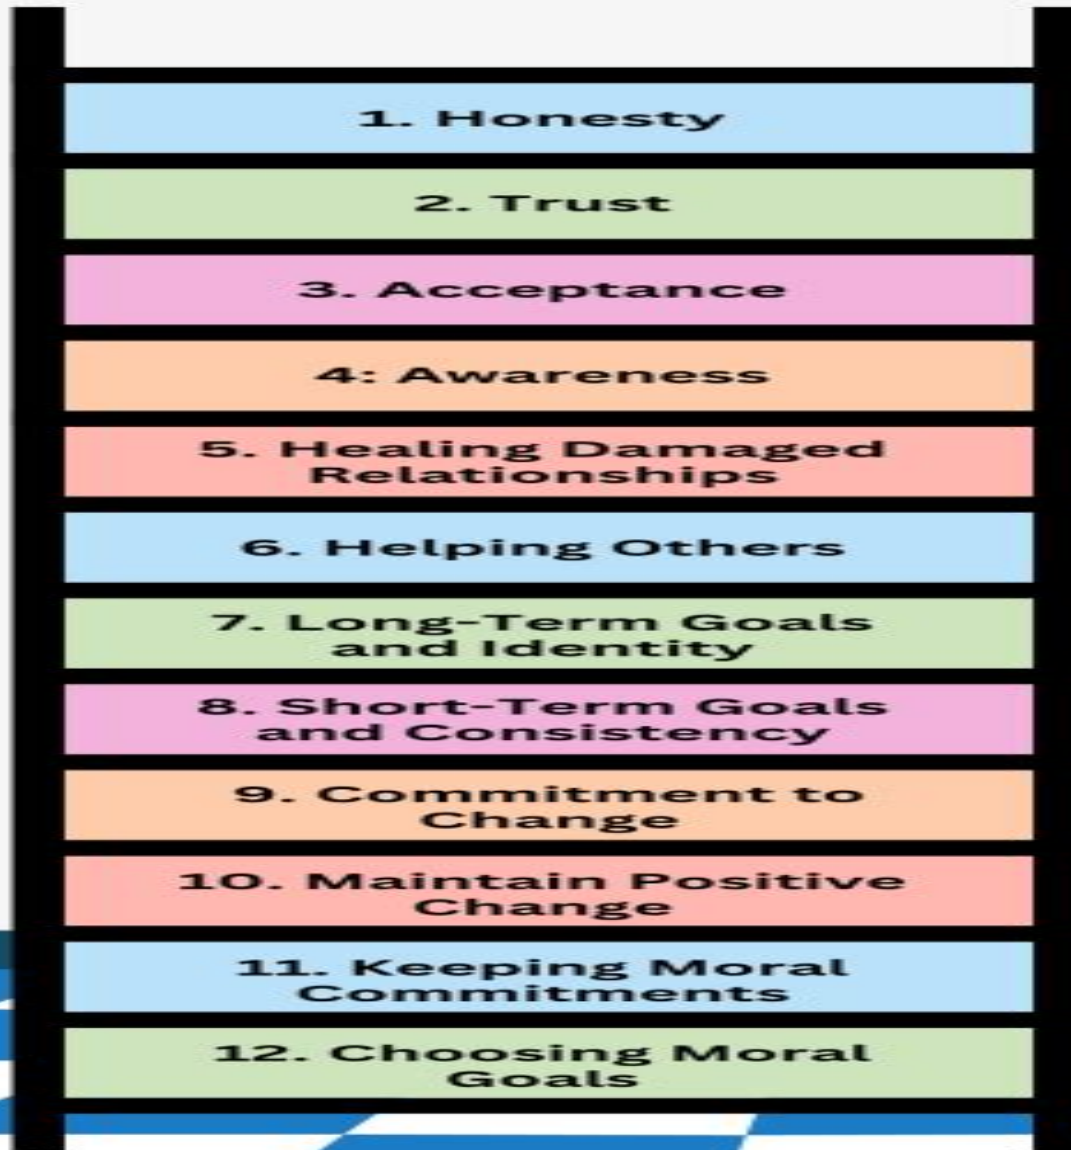 1. Honesty
2. Trust
3. Acceptance
4: Awareness
5. Healing Damaged
Relationships
6. Helping Others
7. Long-Term Goals
and Identity
8. Short-Term Goals
and Consistency
9. Commitment to
Change
10. Maintain Positive
Change
11. Keeping Moral
Commitments
12. Choosing Moral
Goals